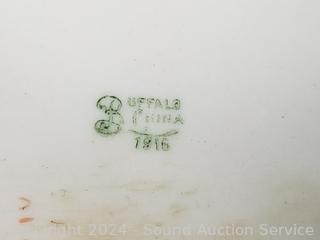 BUFFALO
CHINA
1916
Copyright 2024 - Sound Auction Service